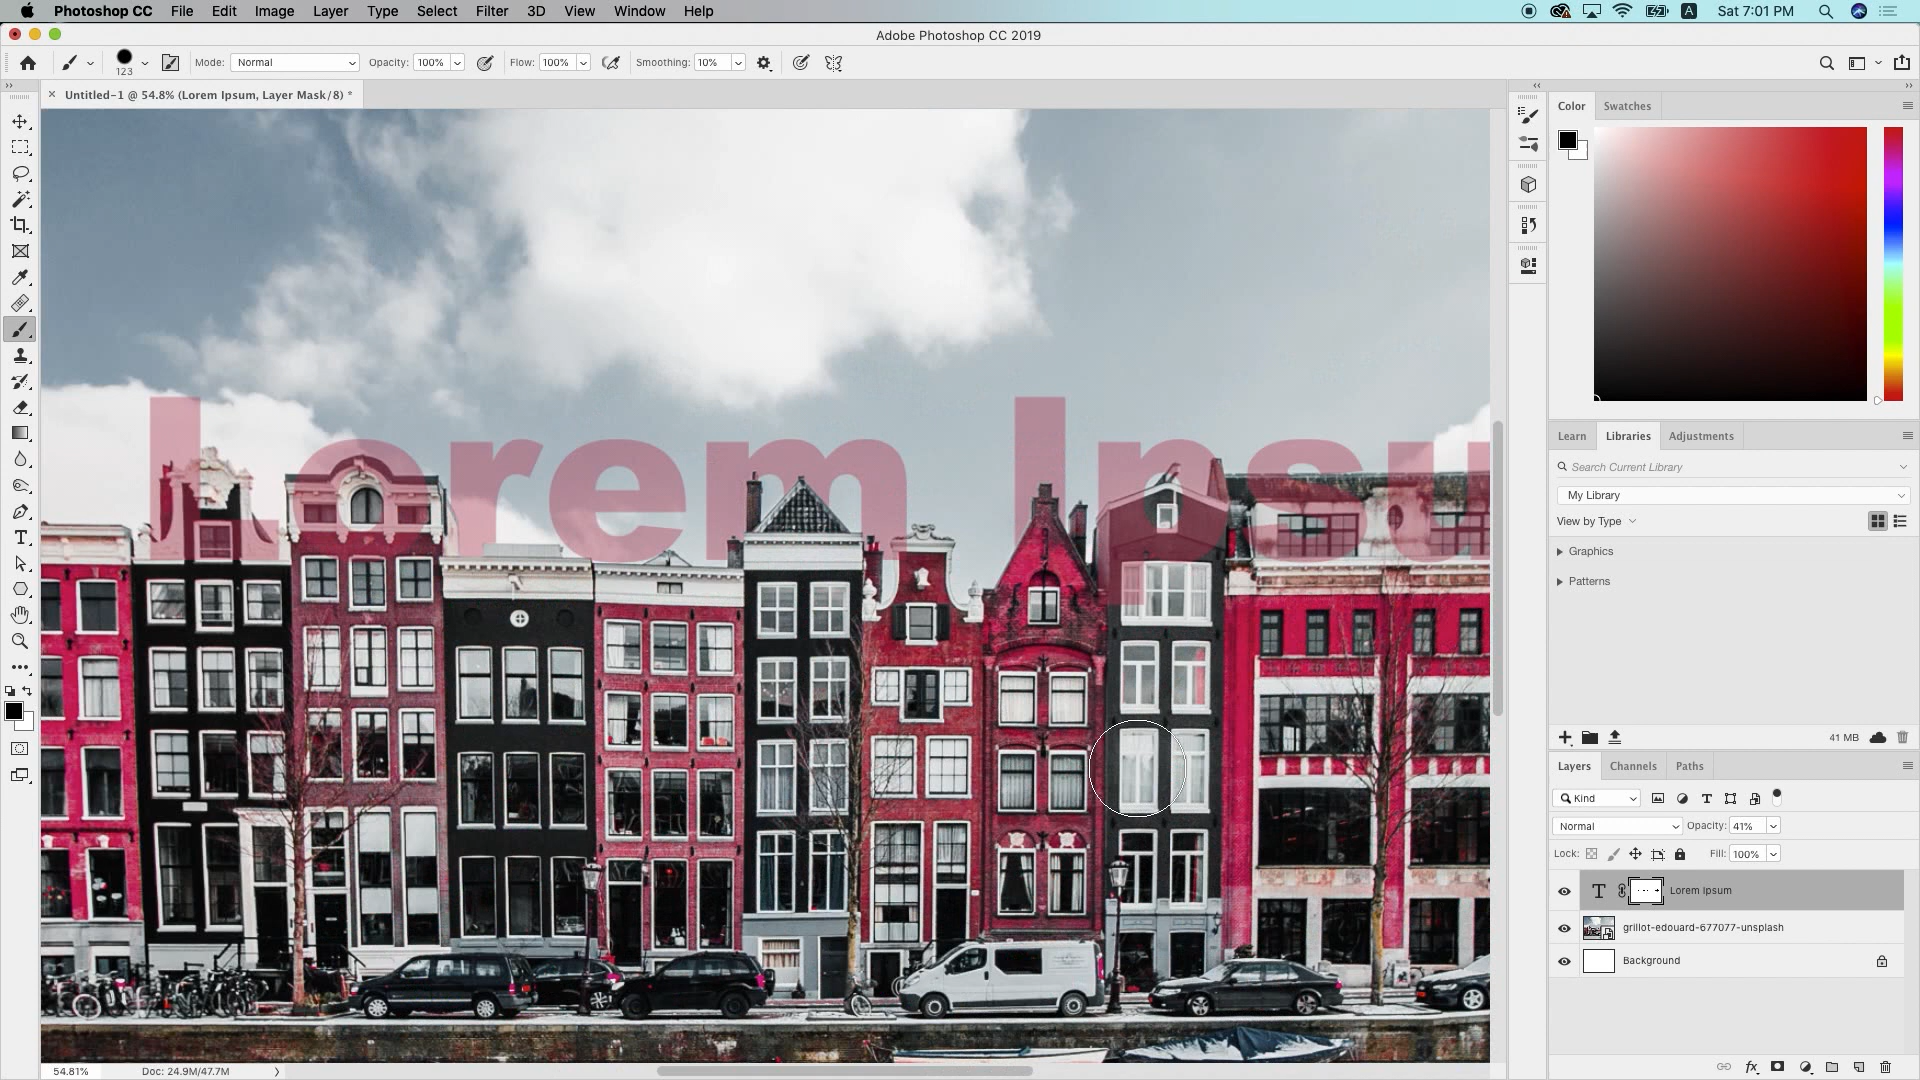 Photoshop CC File Edit Image Layer Type Select Filter 3D View Window Help
A Sat 7:01 PM
Adobe Photoshop CC 2019
123 Mode: Normal Opacity: 100% Flow: 100% Smoothing: 10%
Untitled-1 @ 54.8% (Lorem Ipsum, Layer Mask/8) *
Color Swatches
Lorem Ipsu
Learn Libraries Adjustments
Search Current Library
My Library
View by Type
Graphics
Patterns
41 MB
Layers Channels Paths
Kind
Normal Opacity: 41%
Lock: Fill: 100%
T Lorem Ipsum
grillot-edouard-677077-unsplash
Background
fx
54.81% Doc: 24.9M/47.7M